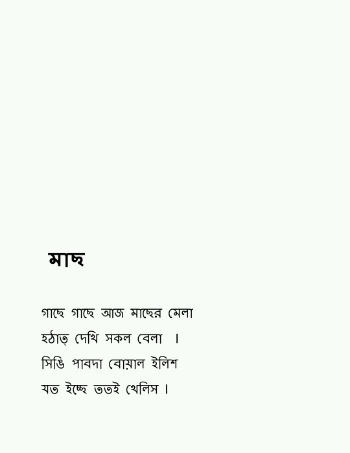 মাছ
গাছে গাছে আজ মাছের মেলা
হঠাত্ দেখি সকল বেলা ।
সিঙি পাবদা বোয়াল ইলিশ
যত ইচ্ছে ততই খেলিস ।